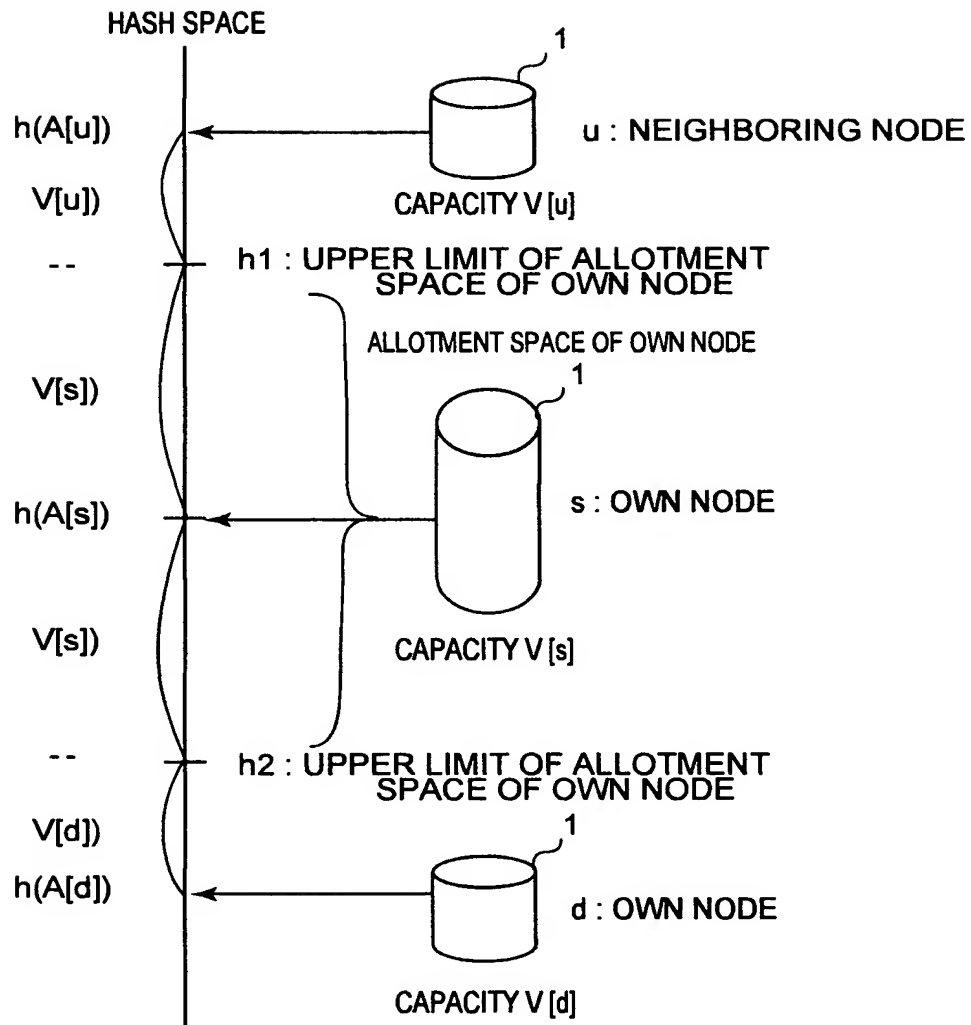 HASH SPACE
1
h(A[u])
u : NEIGHBORING NODE
V[u])
CAPACITY V [u]
--
h1 : UPPER LIMIT OF ALLOTMENT
SPACE OF OWN NODE
ALLOTMENT SPACE OF OWN NODE
1
V[s])
h(A[s])
s : OWN NODE
V[s])
CAPACITY V [s]
--
h2 : UPPER LIMIT OF ALLOTMENT
SPACE OF OWN NODE
1
V[d])
h(A[d])
d : OWN NODE
CAPACITY V [d]